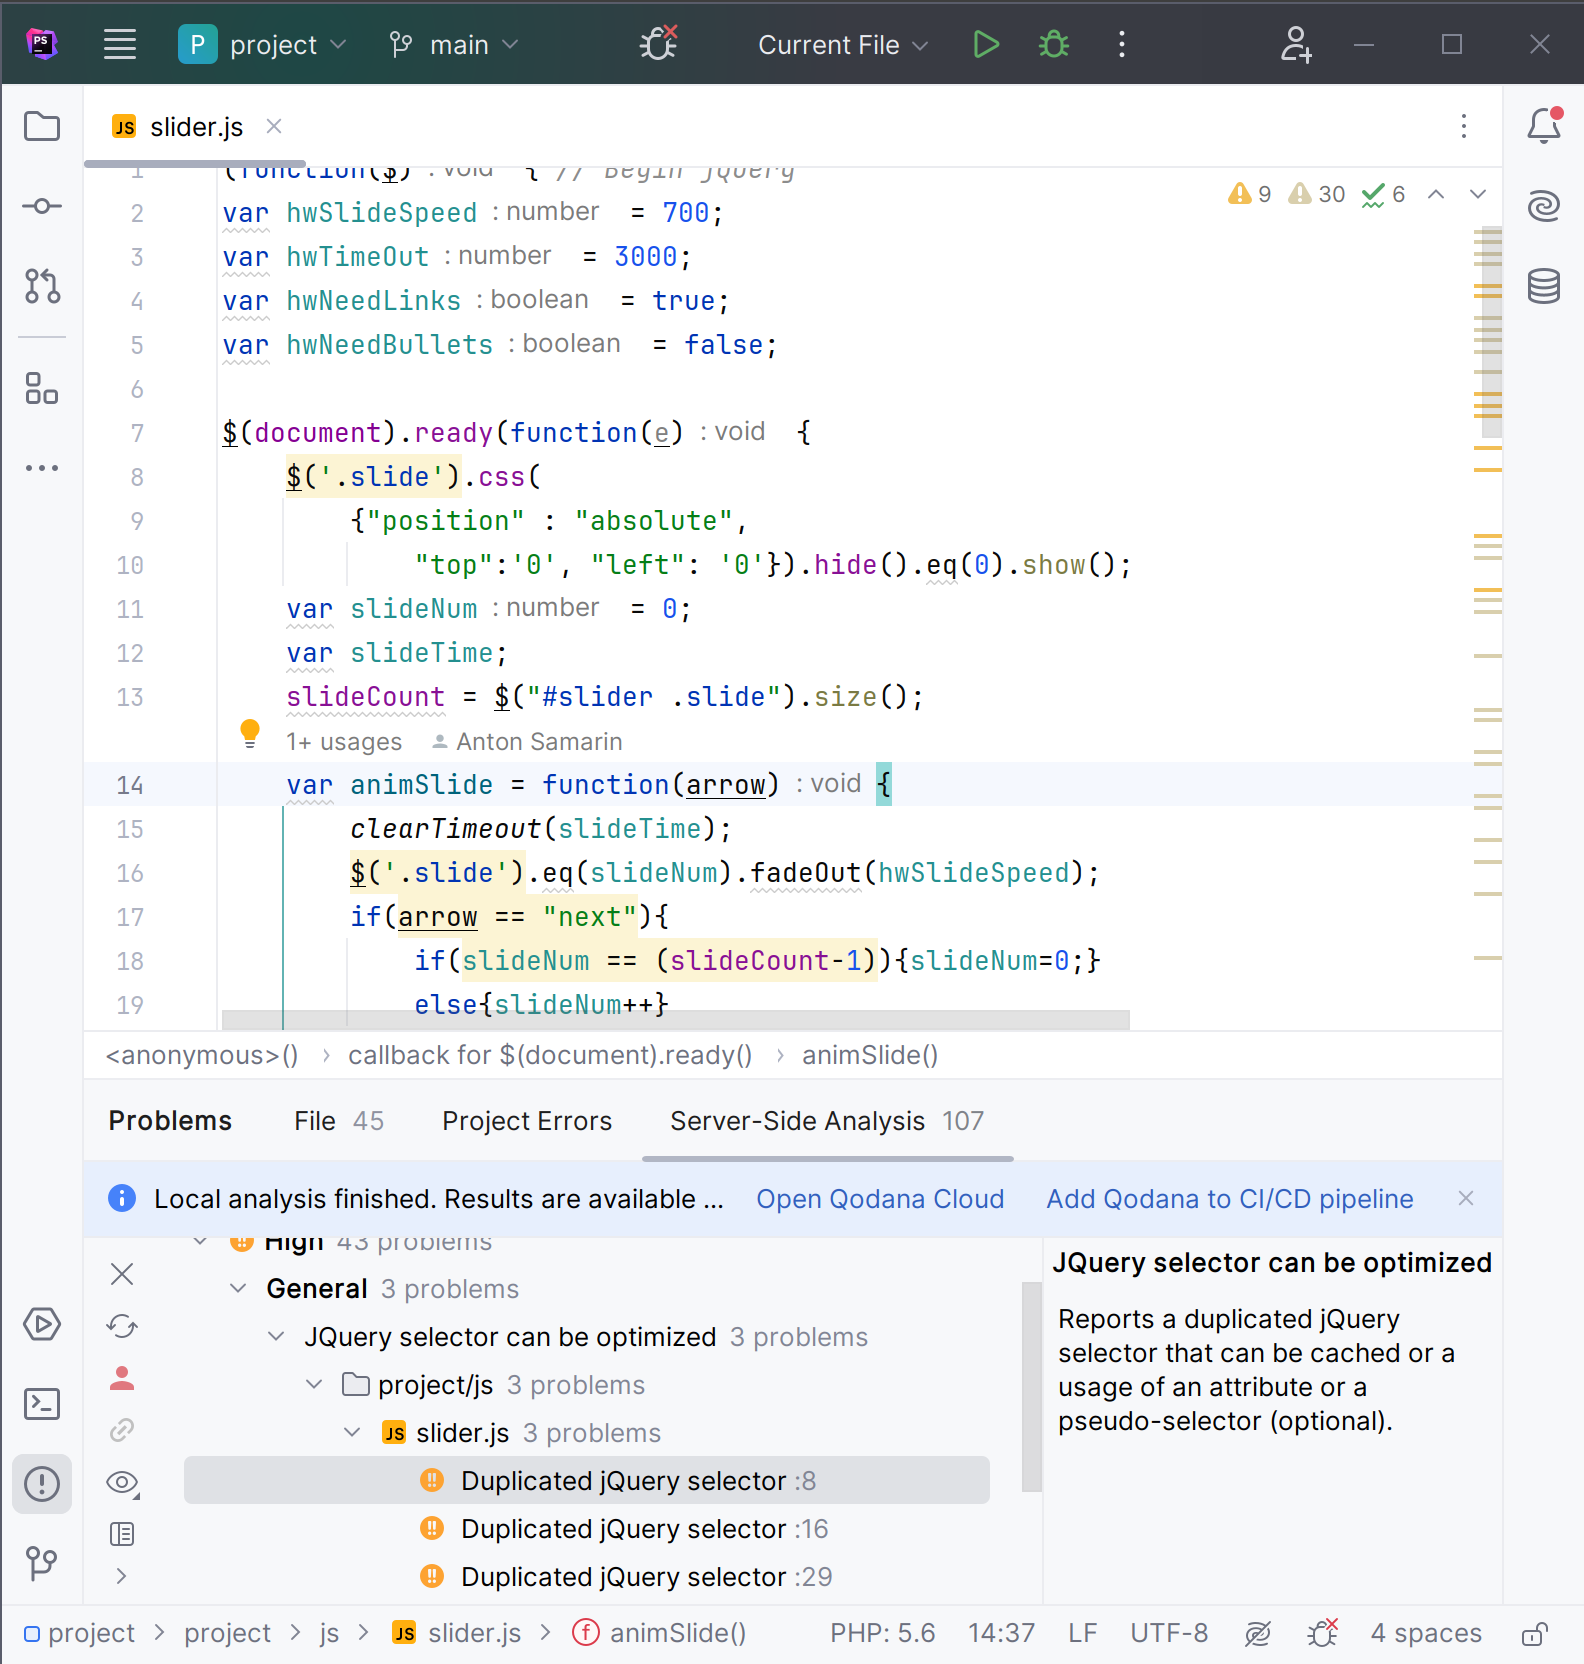 PS
P project main Current File
JS slider.js
9 30 6
1 (function($) : void { // Begin jQuery
2 var hwSlideSpeed : number = 700;
3 var hwTimeOut : number = 3000;
4 var hwNeedLinks : boolean = true;
5 var hwNeedBullets : boolean = false;
6
7 $(document).ready(function(e) : void {
8 $('.slide').css(
9 {"position" : "absolute",
10 "top":'0', "left": '0'}).hide().eq(0).show();
11 var slideNum : number = 0;
12 var slideTime;
13 slideCount = $("#slider .slide").size();
1+ usages Anton Samarin
14 var animSlide = function(arrow) : void {
15 clearTimeout(slideTime);
16 $('.slide').eq(slideNum).fadeOut(hwSlideSpeed);
17 if(arrow == "next"){
18 if(slideNum == (slideCount-1)){slideNum=0;}
19 else{slideNum++}
<anonymous>() › callback for $(document).ready() › animSlide()
Problems File 45 Project Errors Server-Side Analysis 107
Local analysis finished. Results are available ... Open Qodana Cloud Add Qodana to CI/CD pipeline
High 43 problems
General 3 problems
JQuery selector can be optimized 3 problems
project/js 3 problems
JS slider.js 3 problems
Duplicated jQuery selector :8
Duplicated jQuery selector :16
Duplicated jQuery selector :29
JQuery selector can be optimized
Reports a duplicated jQuery
selector that can be cached or a
usage of an attribute or a
pseudo-selector (optional).
project > project > js > JS slider.js > f animSlide() PHP: 5.6 14:37 LF UTF-8 4 spaces